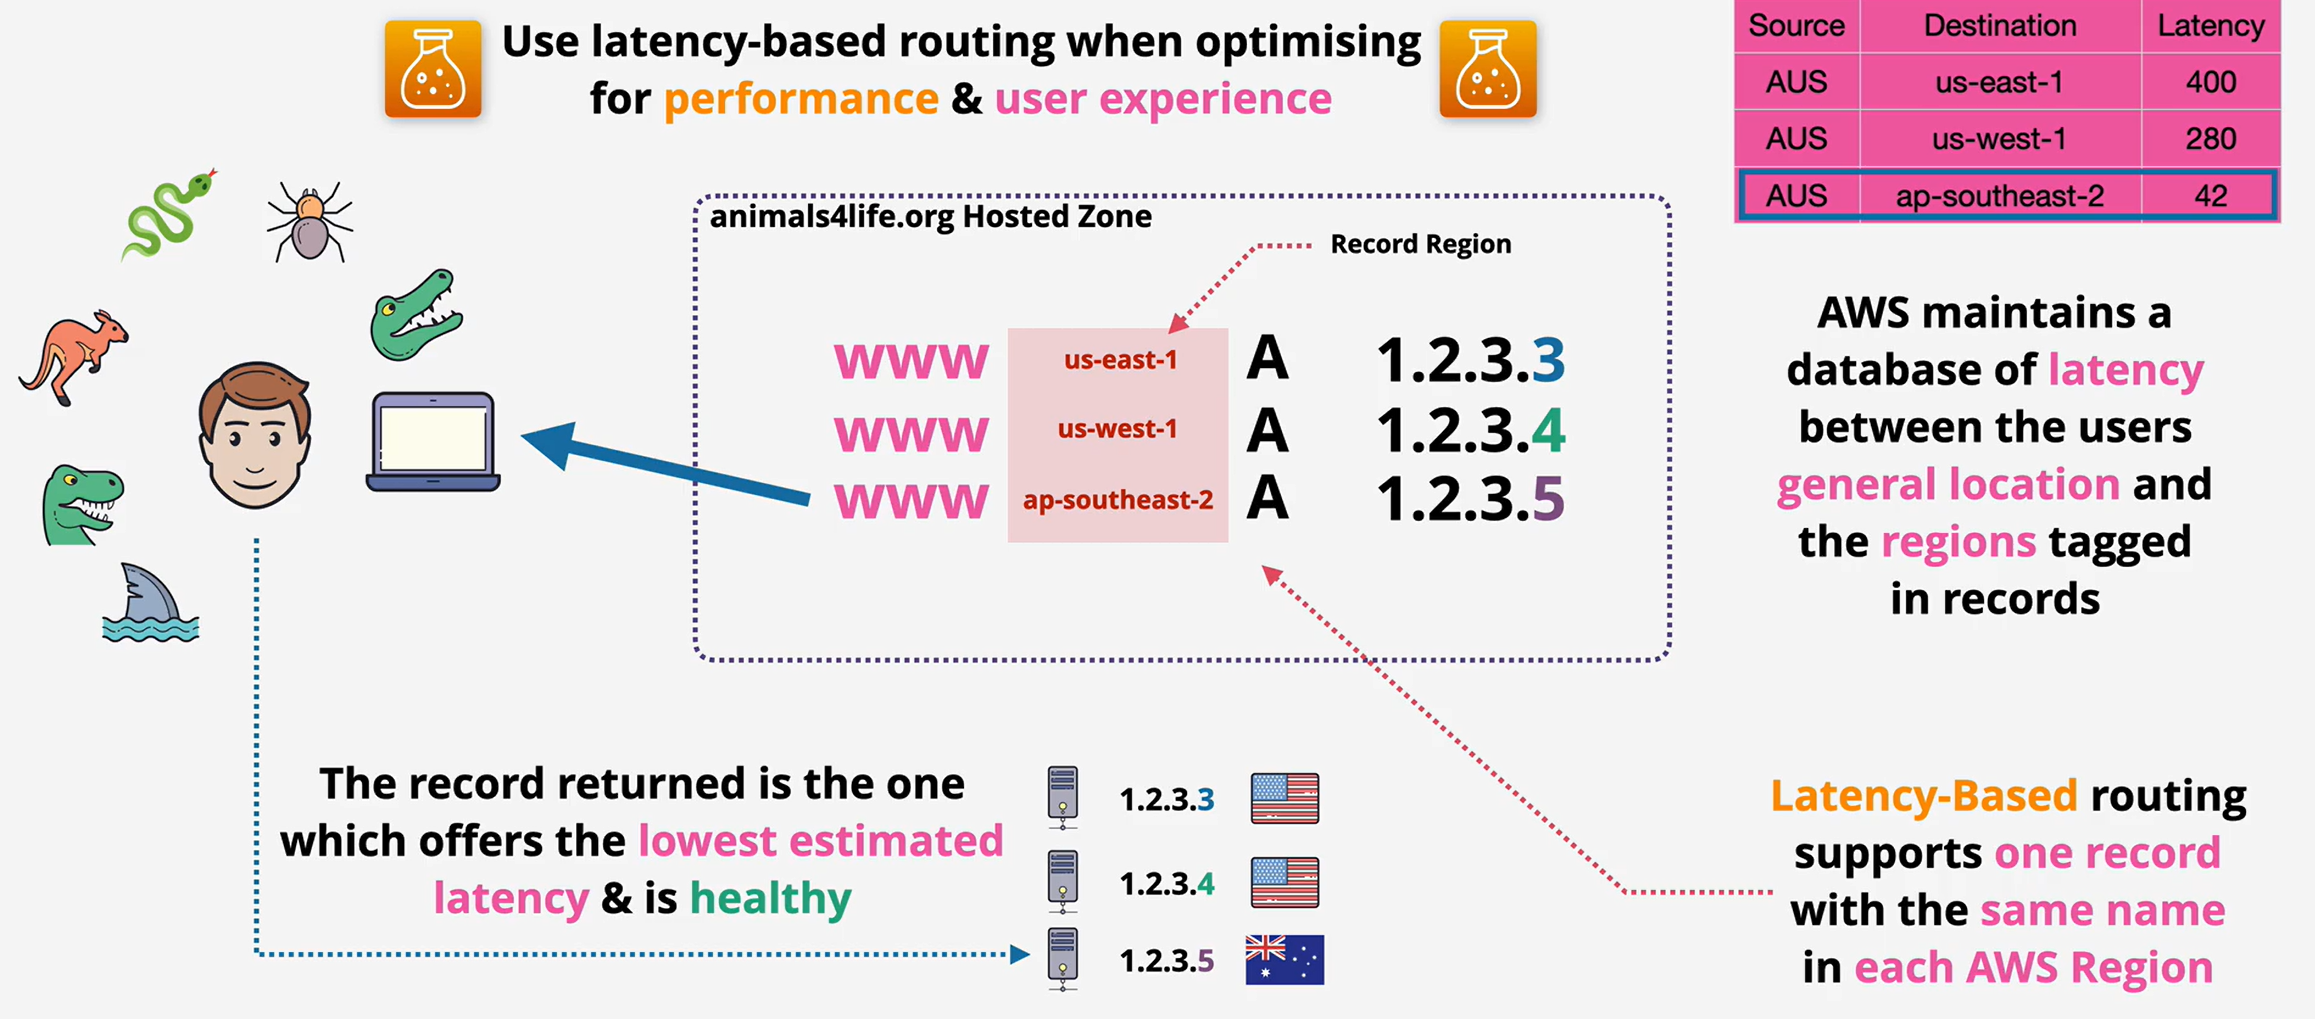 Use latency-based routing when optimising
for performance & user experience
Source Destination Latency
AUS us-east-1 400
AUS us-west-1 280
AUS ap-southeast-2 42
animals4life.org Hosted Zone
Record Region
www us-east-1 A 1.2.3.3
www us-west-1 A 1.2.3.4
www ap-southeast-2 A 1.2.3.5
AWS maintains a
database of latency
between the users
general location and
the regions tagged
in records
The record returned is the one
which offers the lowest estimated
latency & is healthy
1.2.3.3
1.2.3.4
1.2.3.5
Latency-Based routing
supports one record
with the same name
in each AWS Region